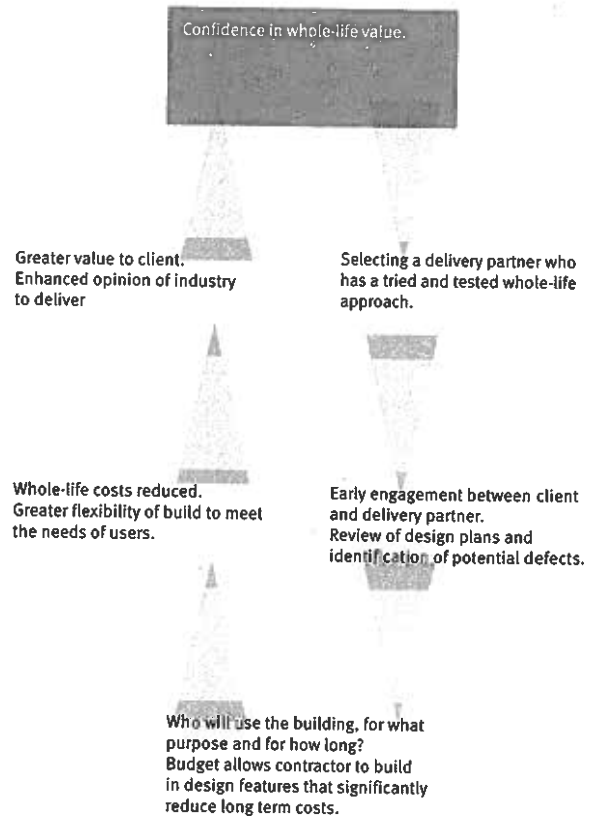 Confidence in whole-life value.
Greater value to client.
Enhanced opinion of industry
to deliver
Selecting a delivery partner who
has a tried and tested whole-life
approach.
Whole-life costs reduced.
Greater flexibility of build to meet
the needs of users.
Early engagement between client
and delivery partner.
Review of design plans and
identification of potential defects.
Who will use the building, for what
purpose and for how long?
Budget allows contractor to build
in design features that significantly
reduce long term costs.